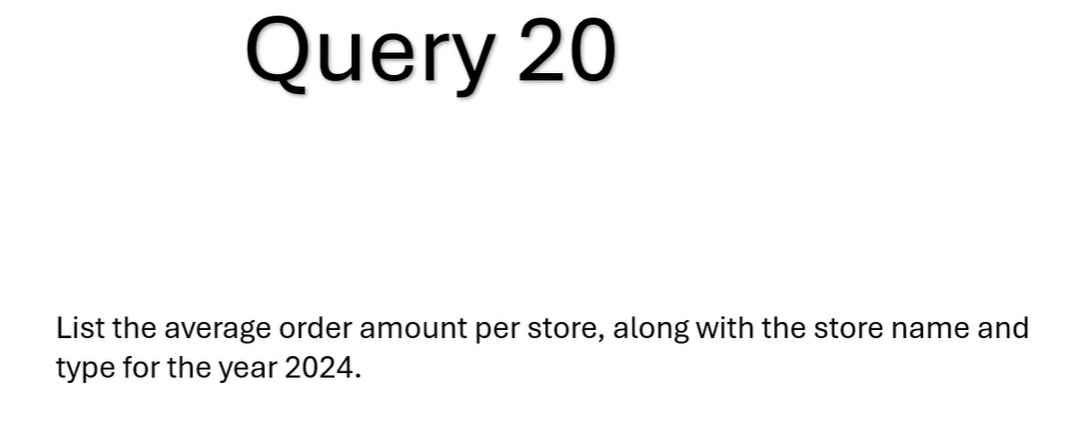 Query 20
List the average order amount per store, along with the store name and
type for the year 2024.